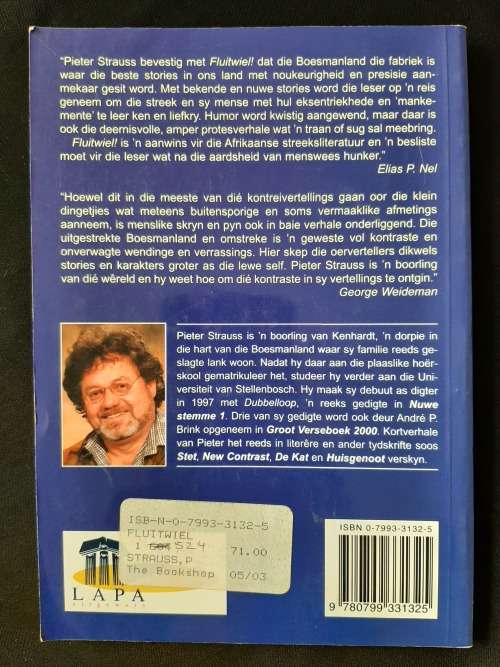 “Pieter Strauss bevestig met Fluitwiel! dat die Boesmanland die fabriek is
waar die beste stories in ons land met noukeurigheid en presisie aan-
mekaar gesit word. Met bekende en nuwe stories word die leser op ’n reis
geneem om die streek en sy mense met hul eksentriekhede en ‘manke-
mente’ te leer ken en liefkry. Humor word kwistig aangewend, maar daar is
ook die deernisvolle, amper protesverhale wat ’n traan of sug sal meebring.
Fluitwiel! is ’n aanwins vir die Afrikaanse streeksliteratuur en ’n besliste
moet vir die leser wat na die aardsheid van menswees hunker.”
Elias P. Nel
“Hoewel dit in die meeste van dié kontreivertellings gaan oor die klein
dingetjies wat meteens buitensporige en soms vermaaklike afmetings
aanneem, is menslike skryn en pyn ook in baie verhale onderliggend. Die
uitgestrekte Boesmanland en omstreke is ’n geweste vol kontraste en
onverwagte wendinge en verrassings. Hier skep die oervertellers dikwels
stories en karakters groter as die lewe self. Pieter Strauss is ’n boorling
van dié wêreld en hy weet hoe om dié kontraste in sy vertellings te ontgin.”
George Weideman
Pieter Strauss is ’n boorling van Kenhardt, ’n dorpie in
die hart van die Boesmanland waar sy familie reeds ge-
slagte lank woon. Nadat hy daar aan die plaaslike hoër-
skool gematrikuleer het, studeer hy verder aan die Uni-
versiteit van Stellenbosch. Hy maak sy debuut as digter
in 1997 met Dubbelloop, ’n reeks gedigte in Nuwe
stemme 1. Drie van sy gedigte word ook deur André P.
Brink opgeneem in Groot Verseboek 2000. Kortverhale
van Pieter het reeds in literêre en ander tydskrifte soos
Stet, New Contrast, De Kat en Huisgenoot verskyn.
ISB-N-0-7993-3132-5
FLUITWIEL
1 524 71.00
STRAUSS,P
The Bookshop 05/03
LAPA
uitgewers
ISBN 0-7993-3132-5
9 780799 331325